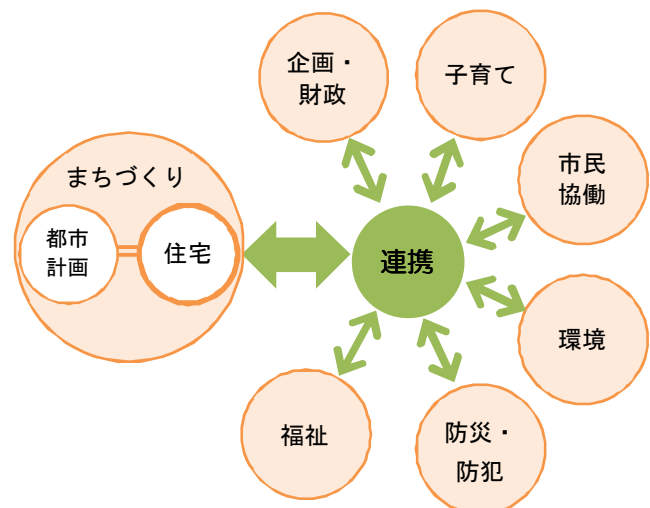 企画・
財政
子育て
市民
協働
まちづくり
都市
計画
住宅
連携
環境
福祉
防災・
防犯